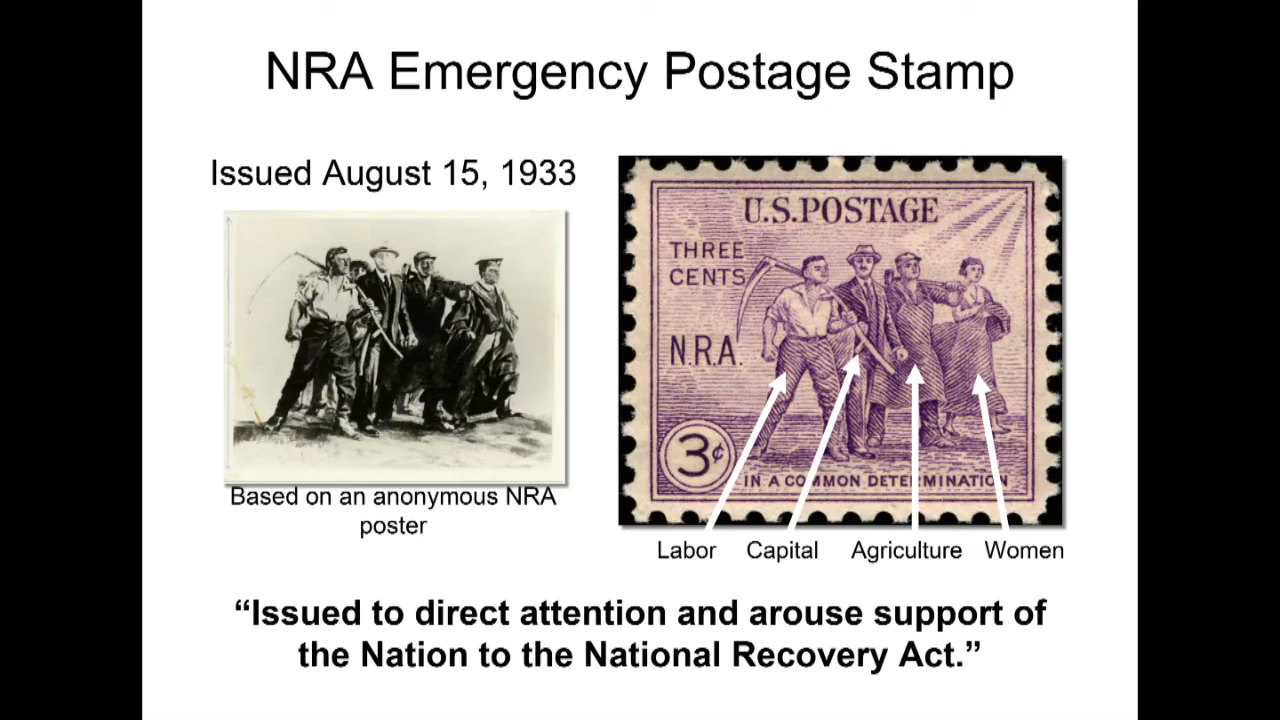 NRA Emergency Postage Stamp
Issued August 15, 1933
Based on an anonymous NRA
poster
U.S.POSTAGE
THREE
CENTS
N.R.A.
3¢
IN A COMMON DETERMINATION
Labor Capital Agriculture Women
“Issued to direct attention and arouse support of
the Nation to the National Recovery Act.”